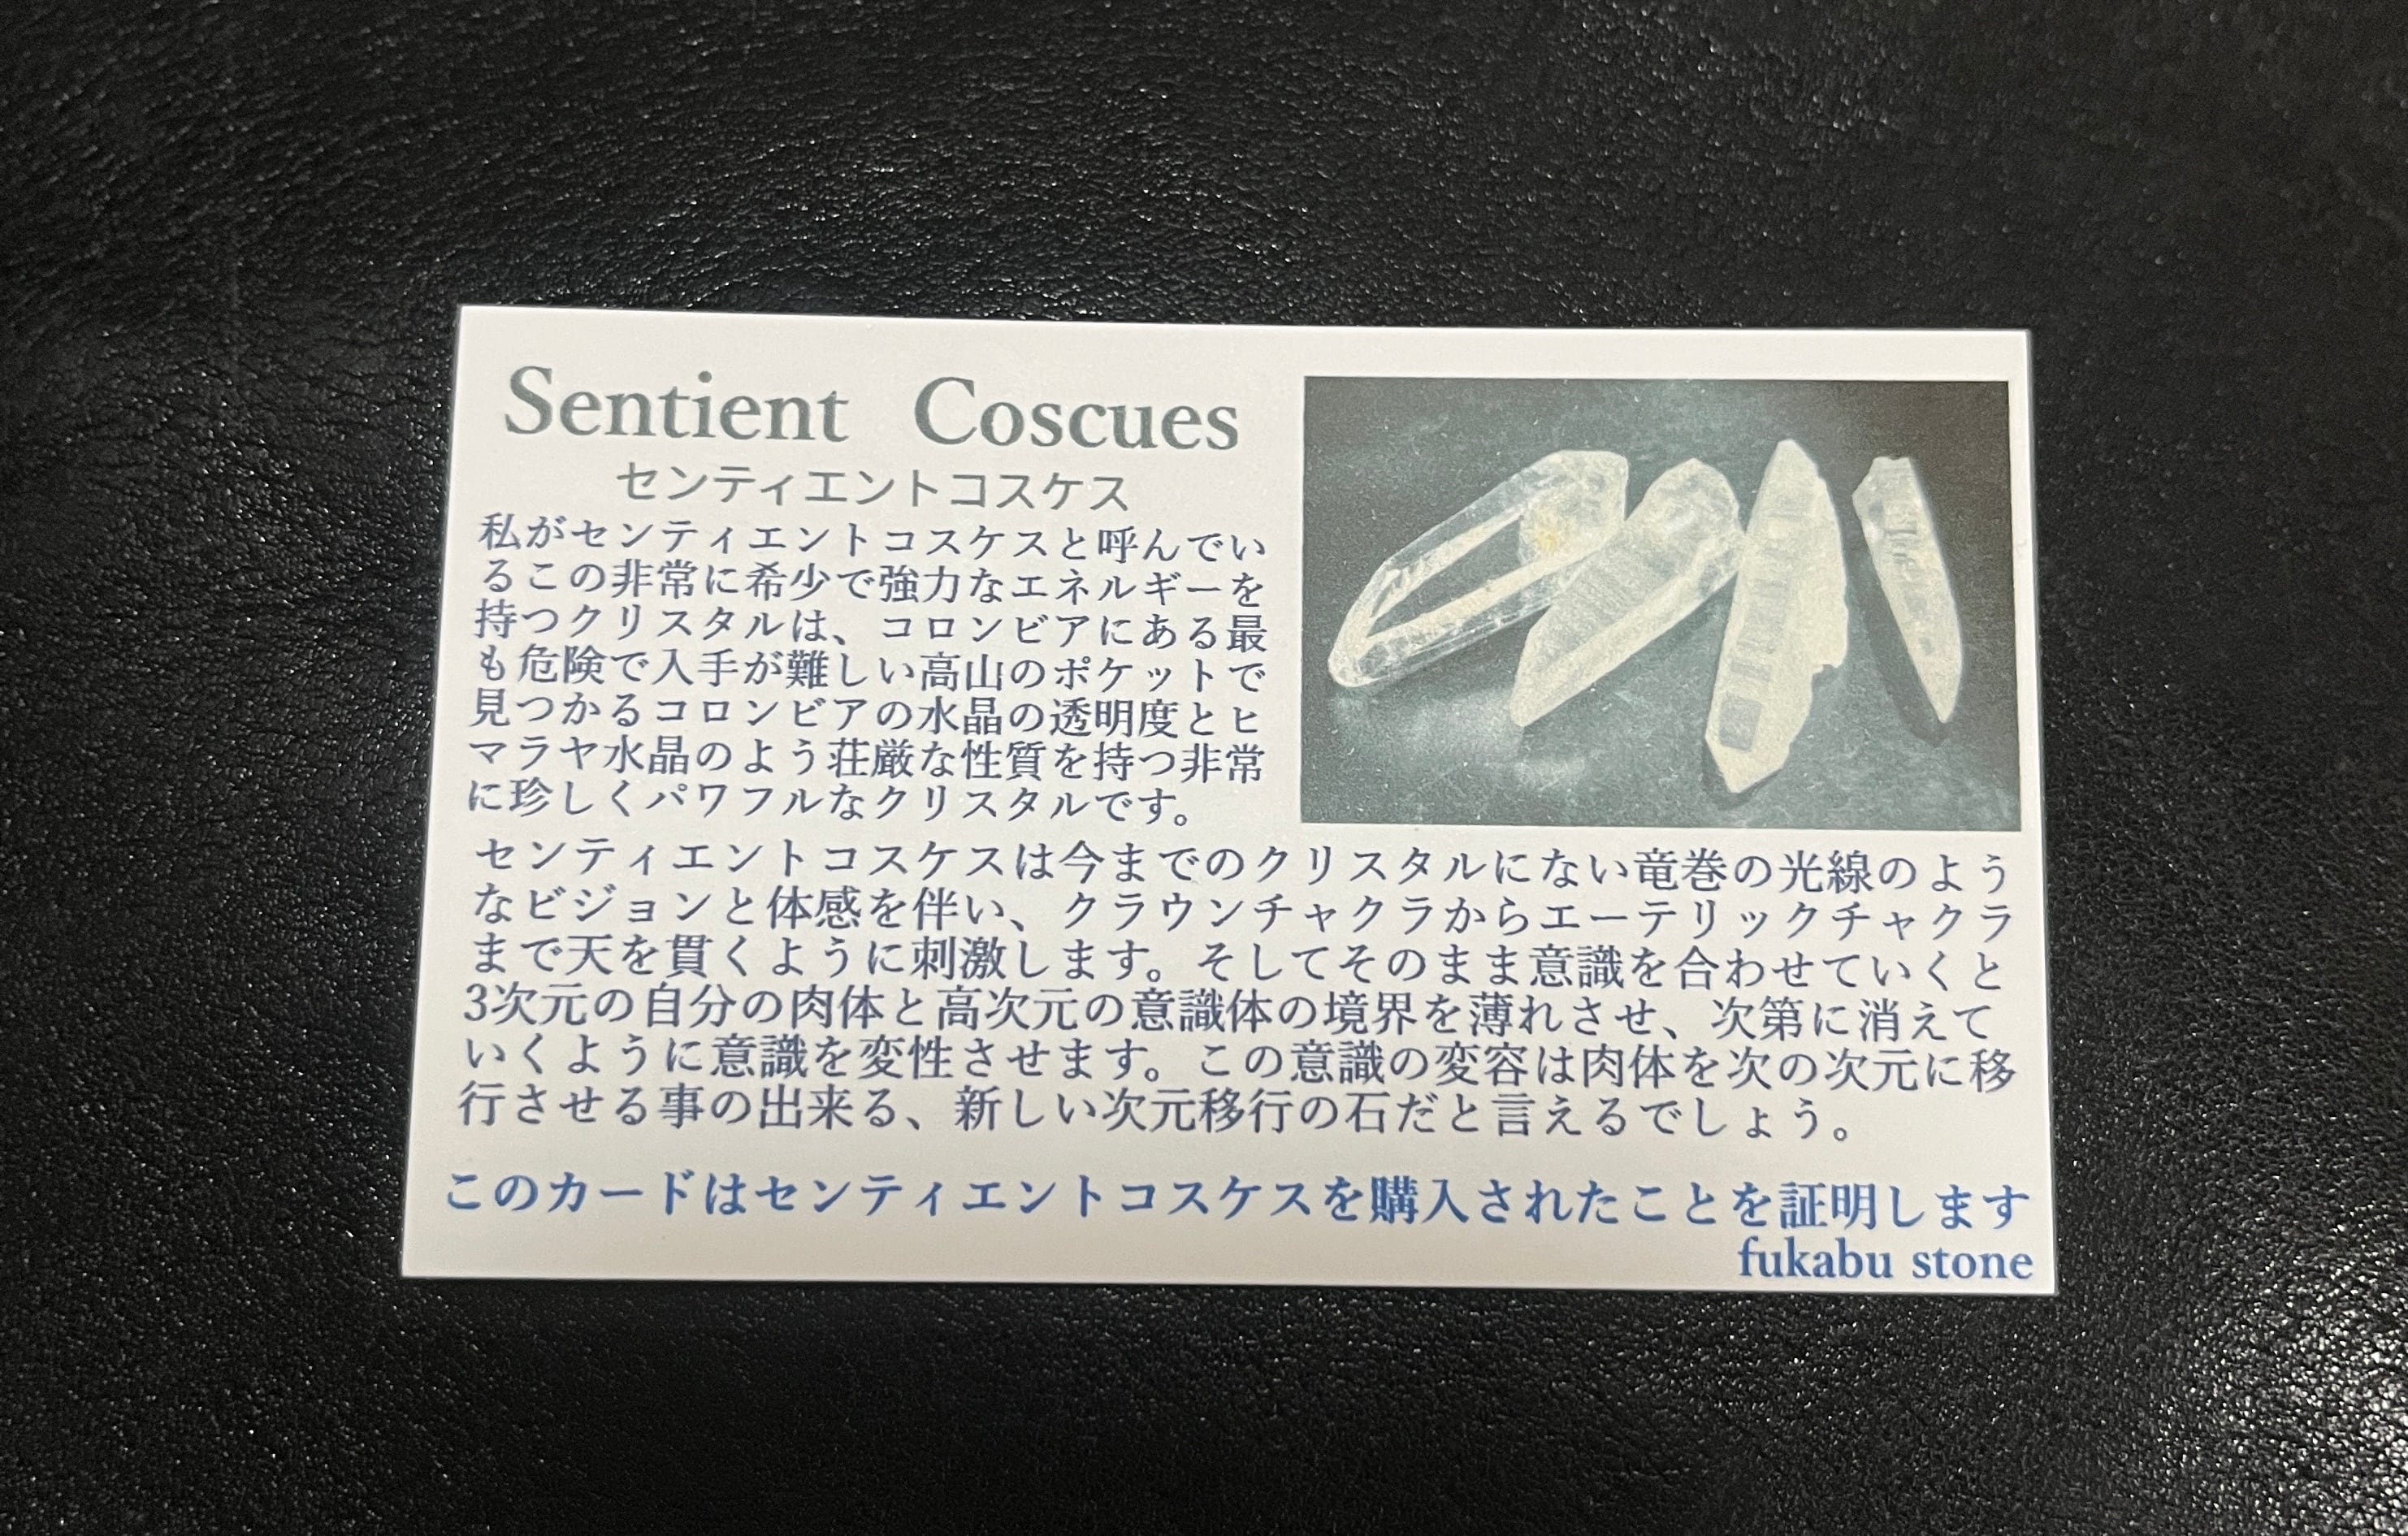 Sentient Coscues
センティエントコスケス
私がセンティエントコスケスと呼んでい
るこの非常に希少で強力なエネルギーを
持つクリスタルは、コロンビアにある最
も危険で入手が難しい高山のポケットで
見つかるコロンビアの水晶の透明度とヒ
マラヤ水晶のよう荘厳な性質を持つ非常
に珍しくパワフルなクリスタルです。
センティエントコスケスは今までのクリスタルにない竜巻の光線のよう
なビジョンと体感を伴い、クラウンチャクラからエーテリックチャクラ
まで天を貫くように刺激します。そしてそのまま意識を合わせていくと
3次元の自分の肉体と高次元の意識体の境界を薄れさせ、次第に消えて
いくように意識を変性させます。この意識の変容は肉体を次の次元に移
行させる事の出来る、新しい次元移行の石だと言えるでしょう。
このカードはセンティエントコスケスを購入されたことを証明します
fukabu stone